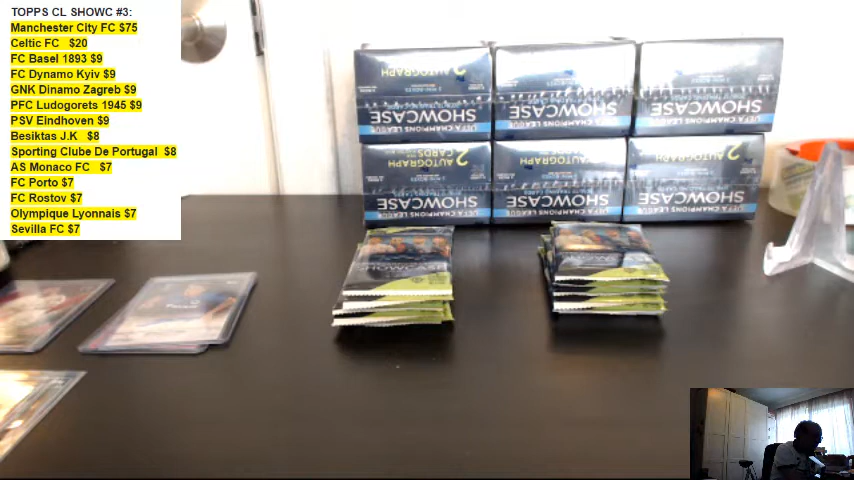 TOPPS CL SHOWC #3:
Manchester City FC $75
Celtic FC $20
FC Basel 1893 $9
FC Dynamo Kyiv $9
GNK Dinamo Zagreb $9
PFC Ludogorets 1945 $9
PSV Eindhoven $9
Besiktas J.K $8
Sporting Clube De Portugal $8
AS Monaco FC $7
FC Porto $7
FC Rostov $7
Olympique Lyonnais $7
Sevilla FC $7
2 AUTOGRAPH
SHOWCASE
UEFA CHAMPIONS LEAGUE
SHOWCASE
UEFA CHAMPIONS LEAGUE
SHOWCASE
UEFA CHAMPIONS LEAGUE
2 AUTOGRAPH
CARDS
SHOWCASE
UEFA CHAMPIONS LEAGUE
2 AUTOGRAPH
SHOWCASE
UEFA CHAMPIONS LEAGUE
2 AUTOGRAPH
SHOWCASE
UEFA CHAMPIONS LEAGUE